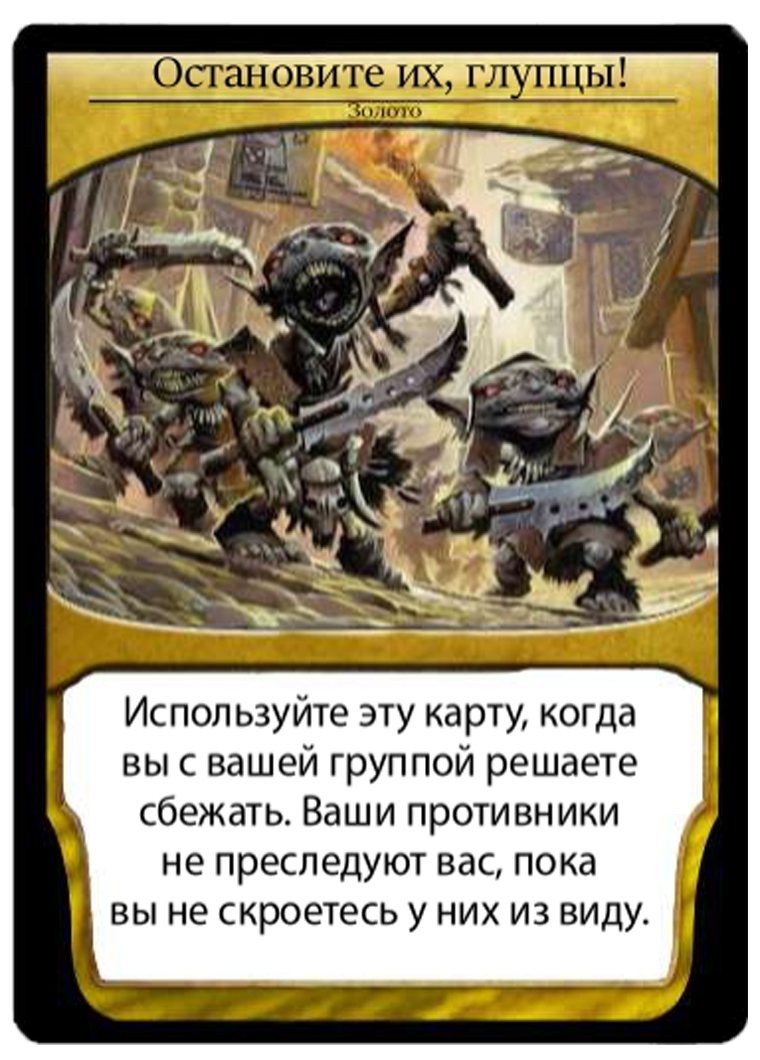 Остановите их, глупцы!
Золото
Используйте эту карту, когда
вы с вашей группой решаете
сбежать. Ваши противники
не преследуют вас, пока
вы не скроетесь у них из виду.